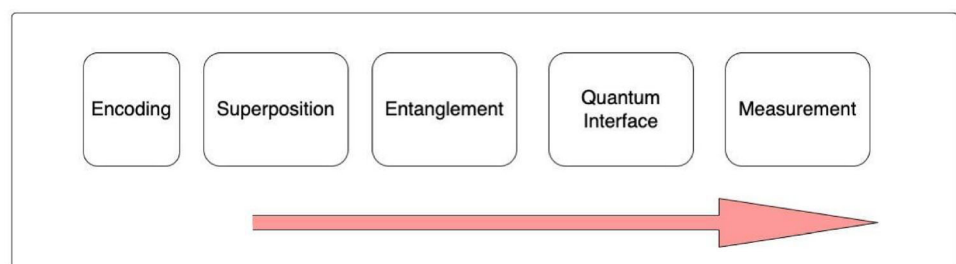 Encoding
Superposition
Entanglement
Quantum
Interface
Measurement